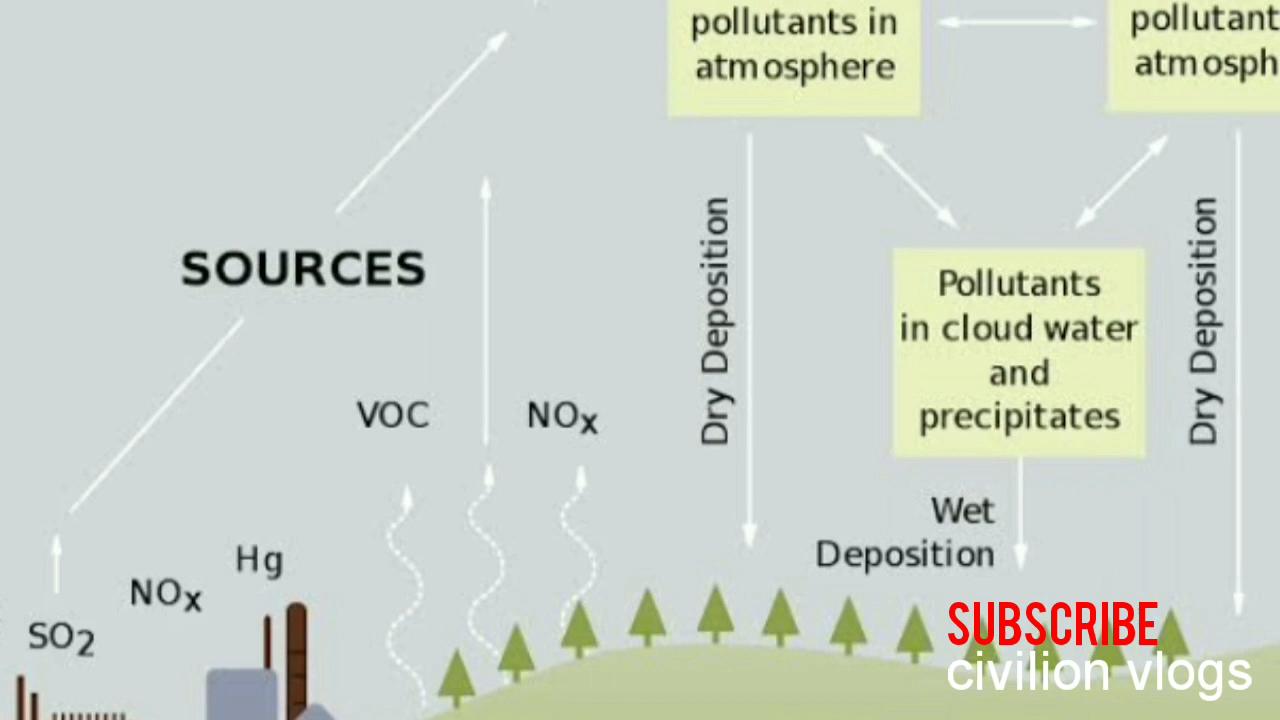 pollutants in
atmosphere
pollutant
atmosph
SOURCES
Dry Deposition
Dry Deposition
Pollutants
in cloud water
and
precipitates
VOC
NOx
Wet
Deposition
Hg
NOx
SO2
SUBSCRIBE
civilion vlogs